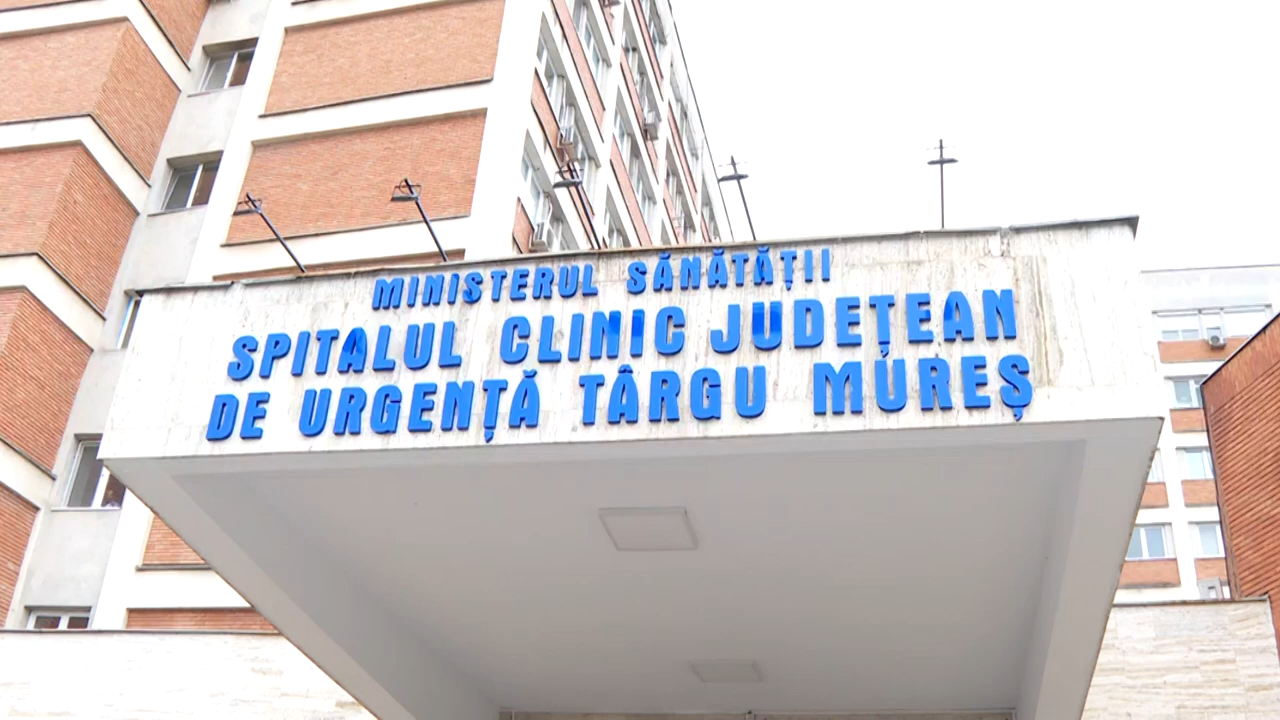 MINISTERUL SĂNĂTĂȚII
SPITALUL CLINIC JUDEȚEAN
DE URGENȚĂ TÂRGU MUREȘ